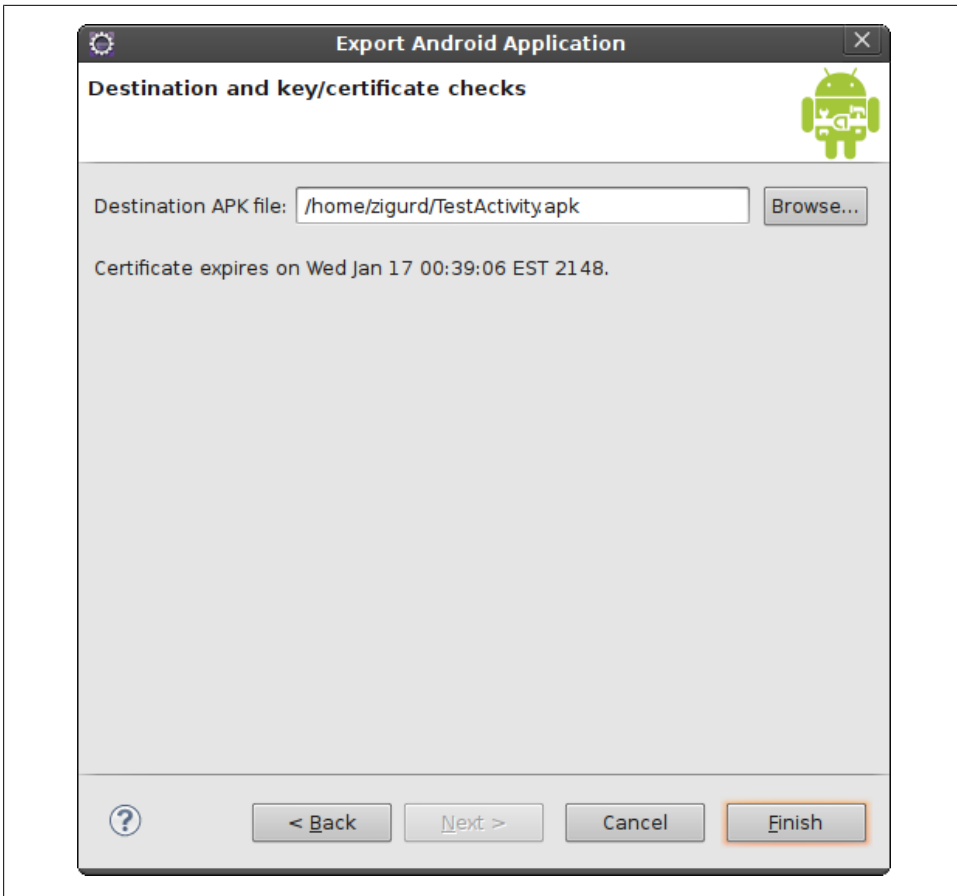 Export Android Application
Destination and key/certificate checks
Destination APK file: /home/zigurd/TestActivity.apk Browse...
Certificate expires on Wed Jan 17 00:39:06 EST 2148.
? < Back Next > Cancel Finish